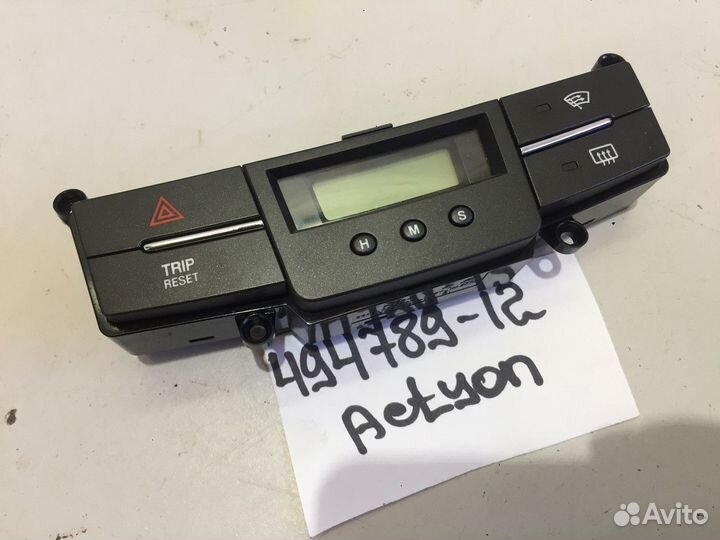 TRIP
RESET
H M S
494789-12
Actyon
Avito